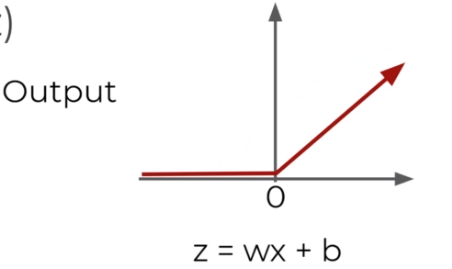 :)
Output
0
z = wx + b